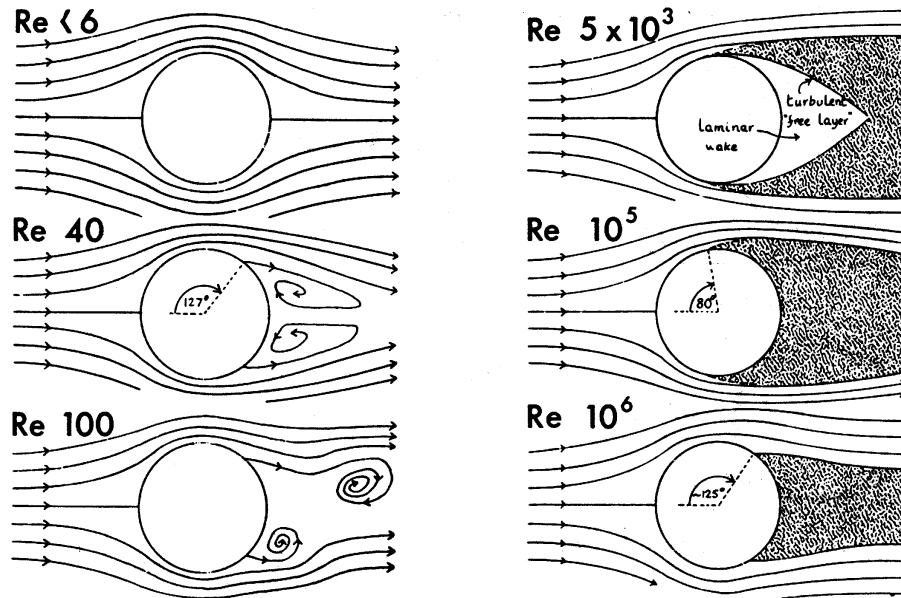 Re < 6
Re 40
127°
Re 100
Re 5 x 10³
turbulent
"free layer"
laminar
wake
Re 10⁵
80°
Re 10⁶
~125°